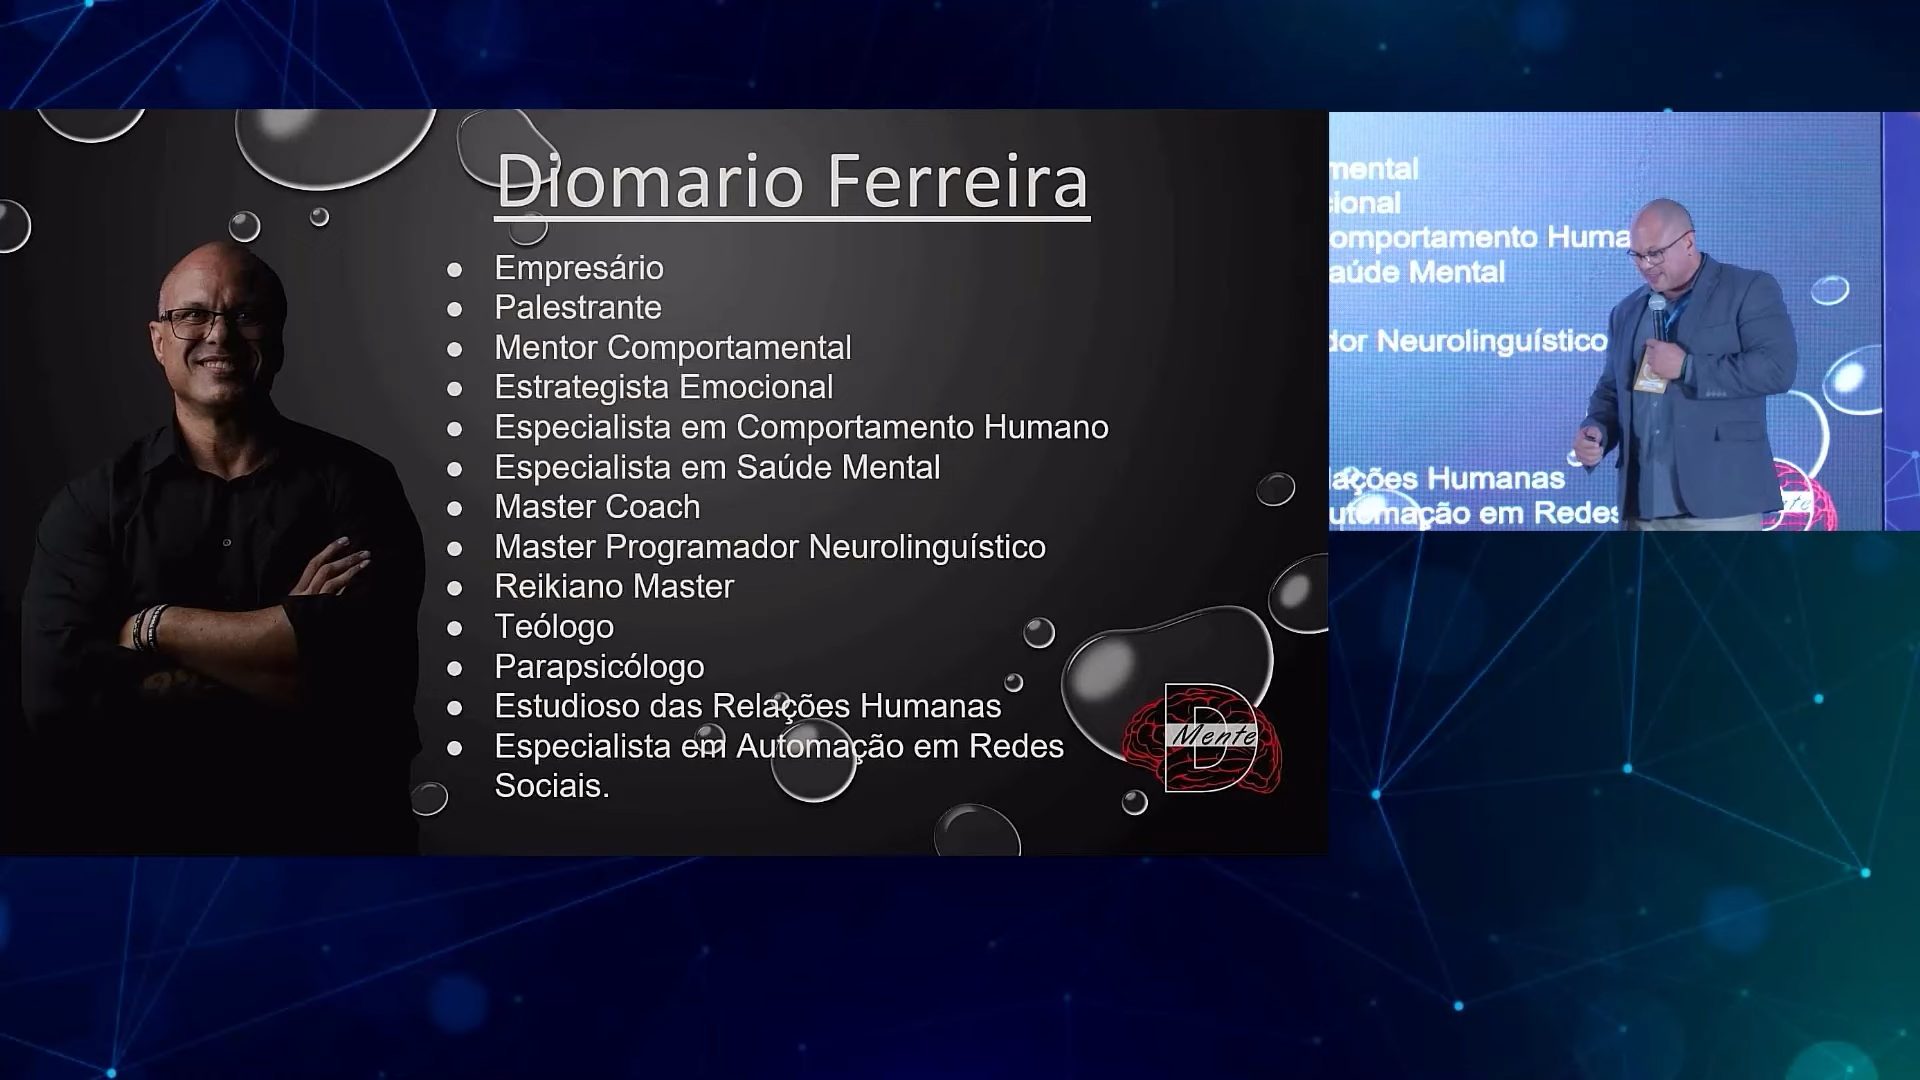 Diomario Ferreira
● Empresário
● Palestrante
● Mentor Comportamental
● Estrategista Emocional
● Especialista em Comportamento Humano
● Especialista em Saúde Mental
● Master Coach
● Master Programador Neurolinguístico
● Reikiano Master
● Teólogo
● Parapsicólogo
● Estudioso das Relações Humanas
● Especialista em Automação em Redes
Sociais.
D
Mente
mental
cional
omportamento Huma
aúde Mental
dor Neurolinguístico
lações Humanas
utomação em Redes